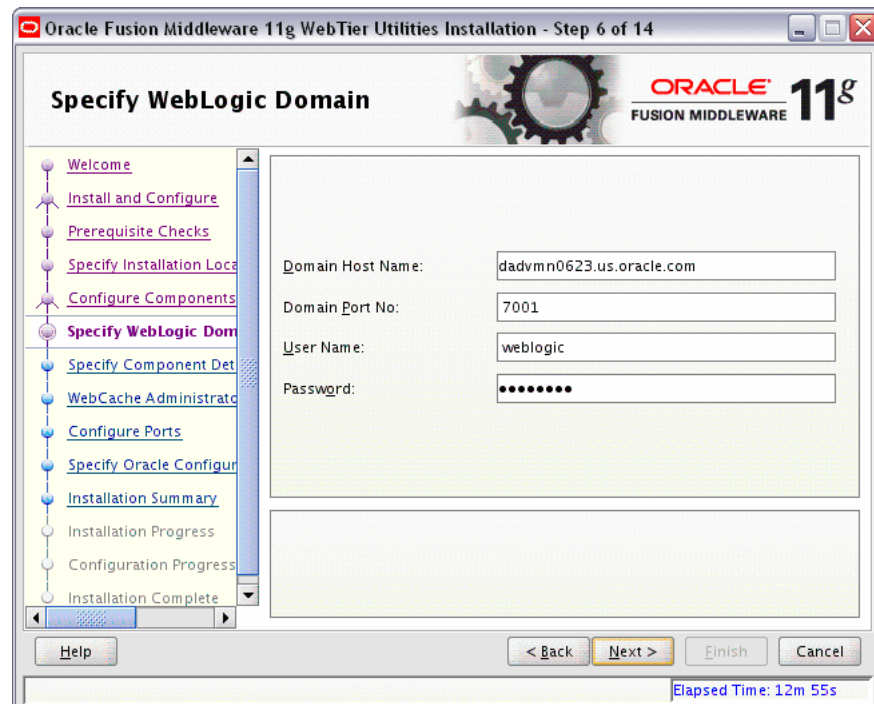 Oracle Fusion Middleware 11g WebTier Utilities Installation - Step 6 of 14
Specify WebLogic Domain
ORACLE
FUSION MIDDLEWARE
11g
Welcome
Install and Configure
Prerequisite Checks
Specify Installation Loca
Configure Components
Specify WebLogic Dom
Specify Component Det
WebCache Administrato
Configure Ports
Specify Oracle Configur
Installation Summary
Installation Progress
Configuration Progress
Installation Complete
Domain Host Name: dadvmn0623.us.oracle.com
Domain Port No: 7001
User Name: weblogic
Password: ●●●●●●●●
Help
< Back Next > Finish Cancel
Elapsed Time: 12m 55s